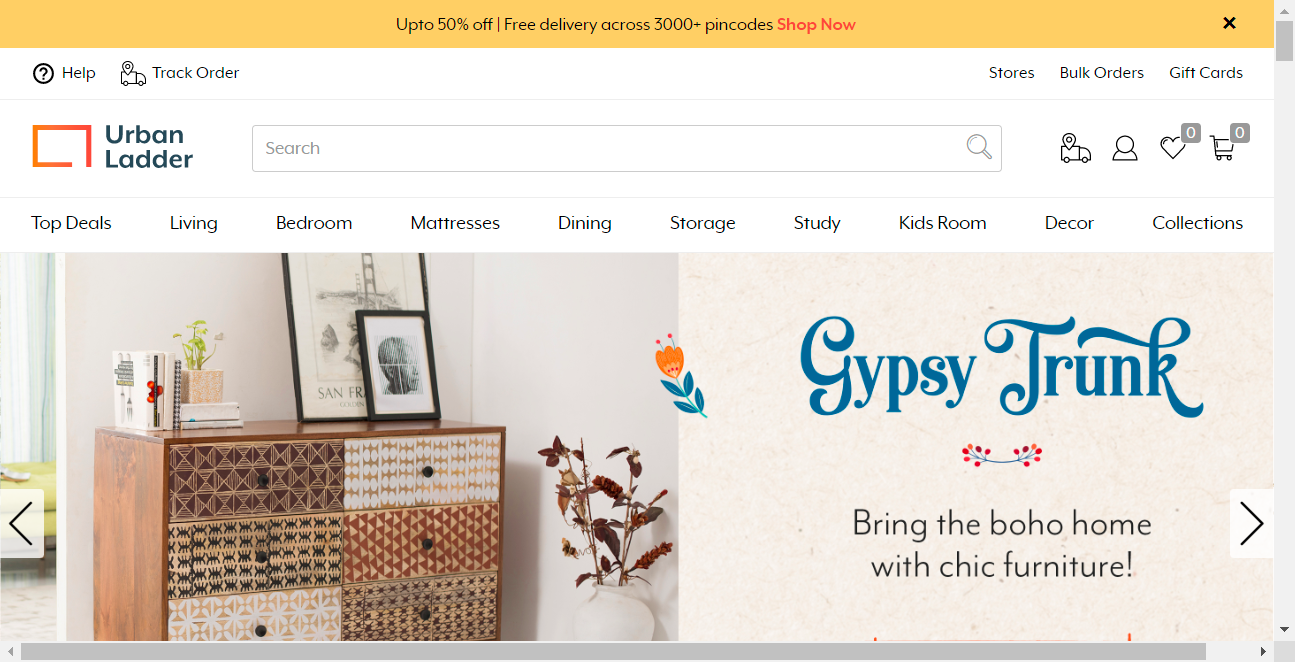 Upto 50% off | Free delivery across 3000+ pincodes Shop Now
Help
Track Order
Stores
Bulk Orders
Gift Cards
Urban
Ladder
Search
0
0
Top Deals
Living
Bedroom
Mattresses
Dining
Storage
Study
Kids Room
Decor
Collections
Gypsy Trunk
SAN FRA
Bring the boho home
with chic furniture!